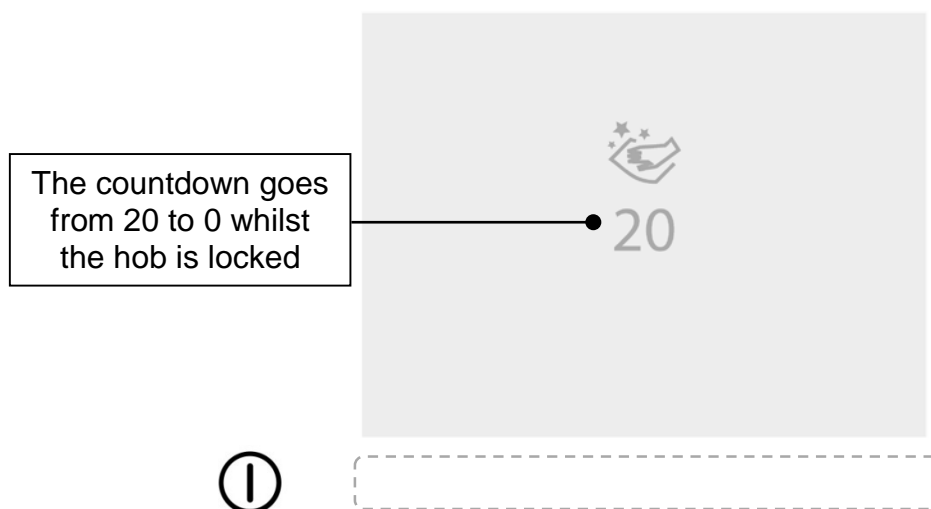 The countdown goes
from 20 to 0 whilst
the hob is locked
20